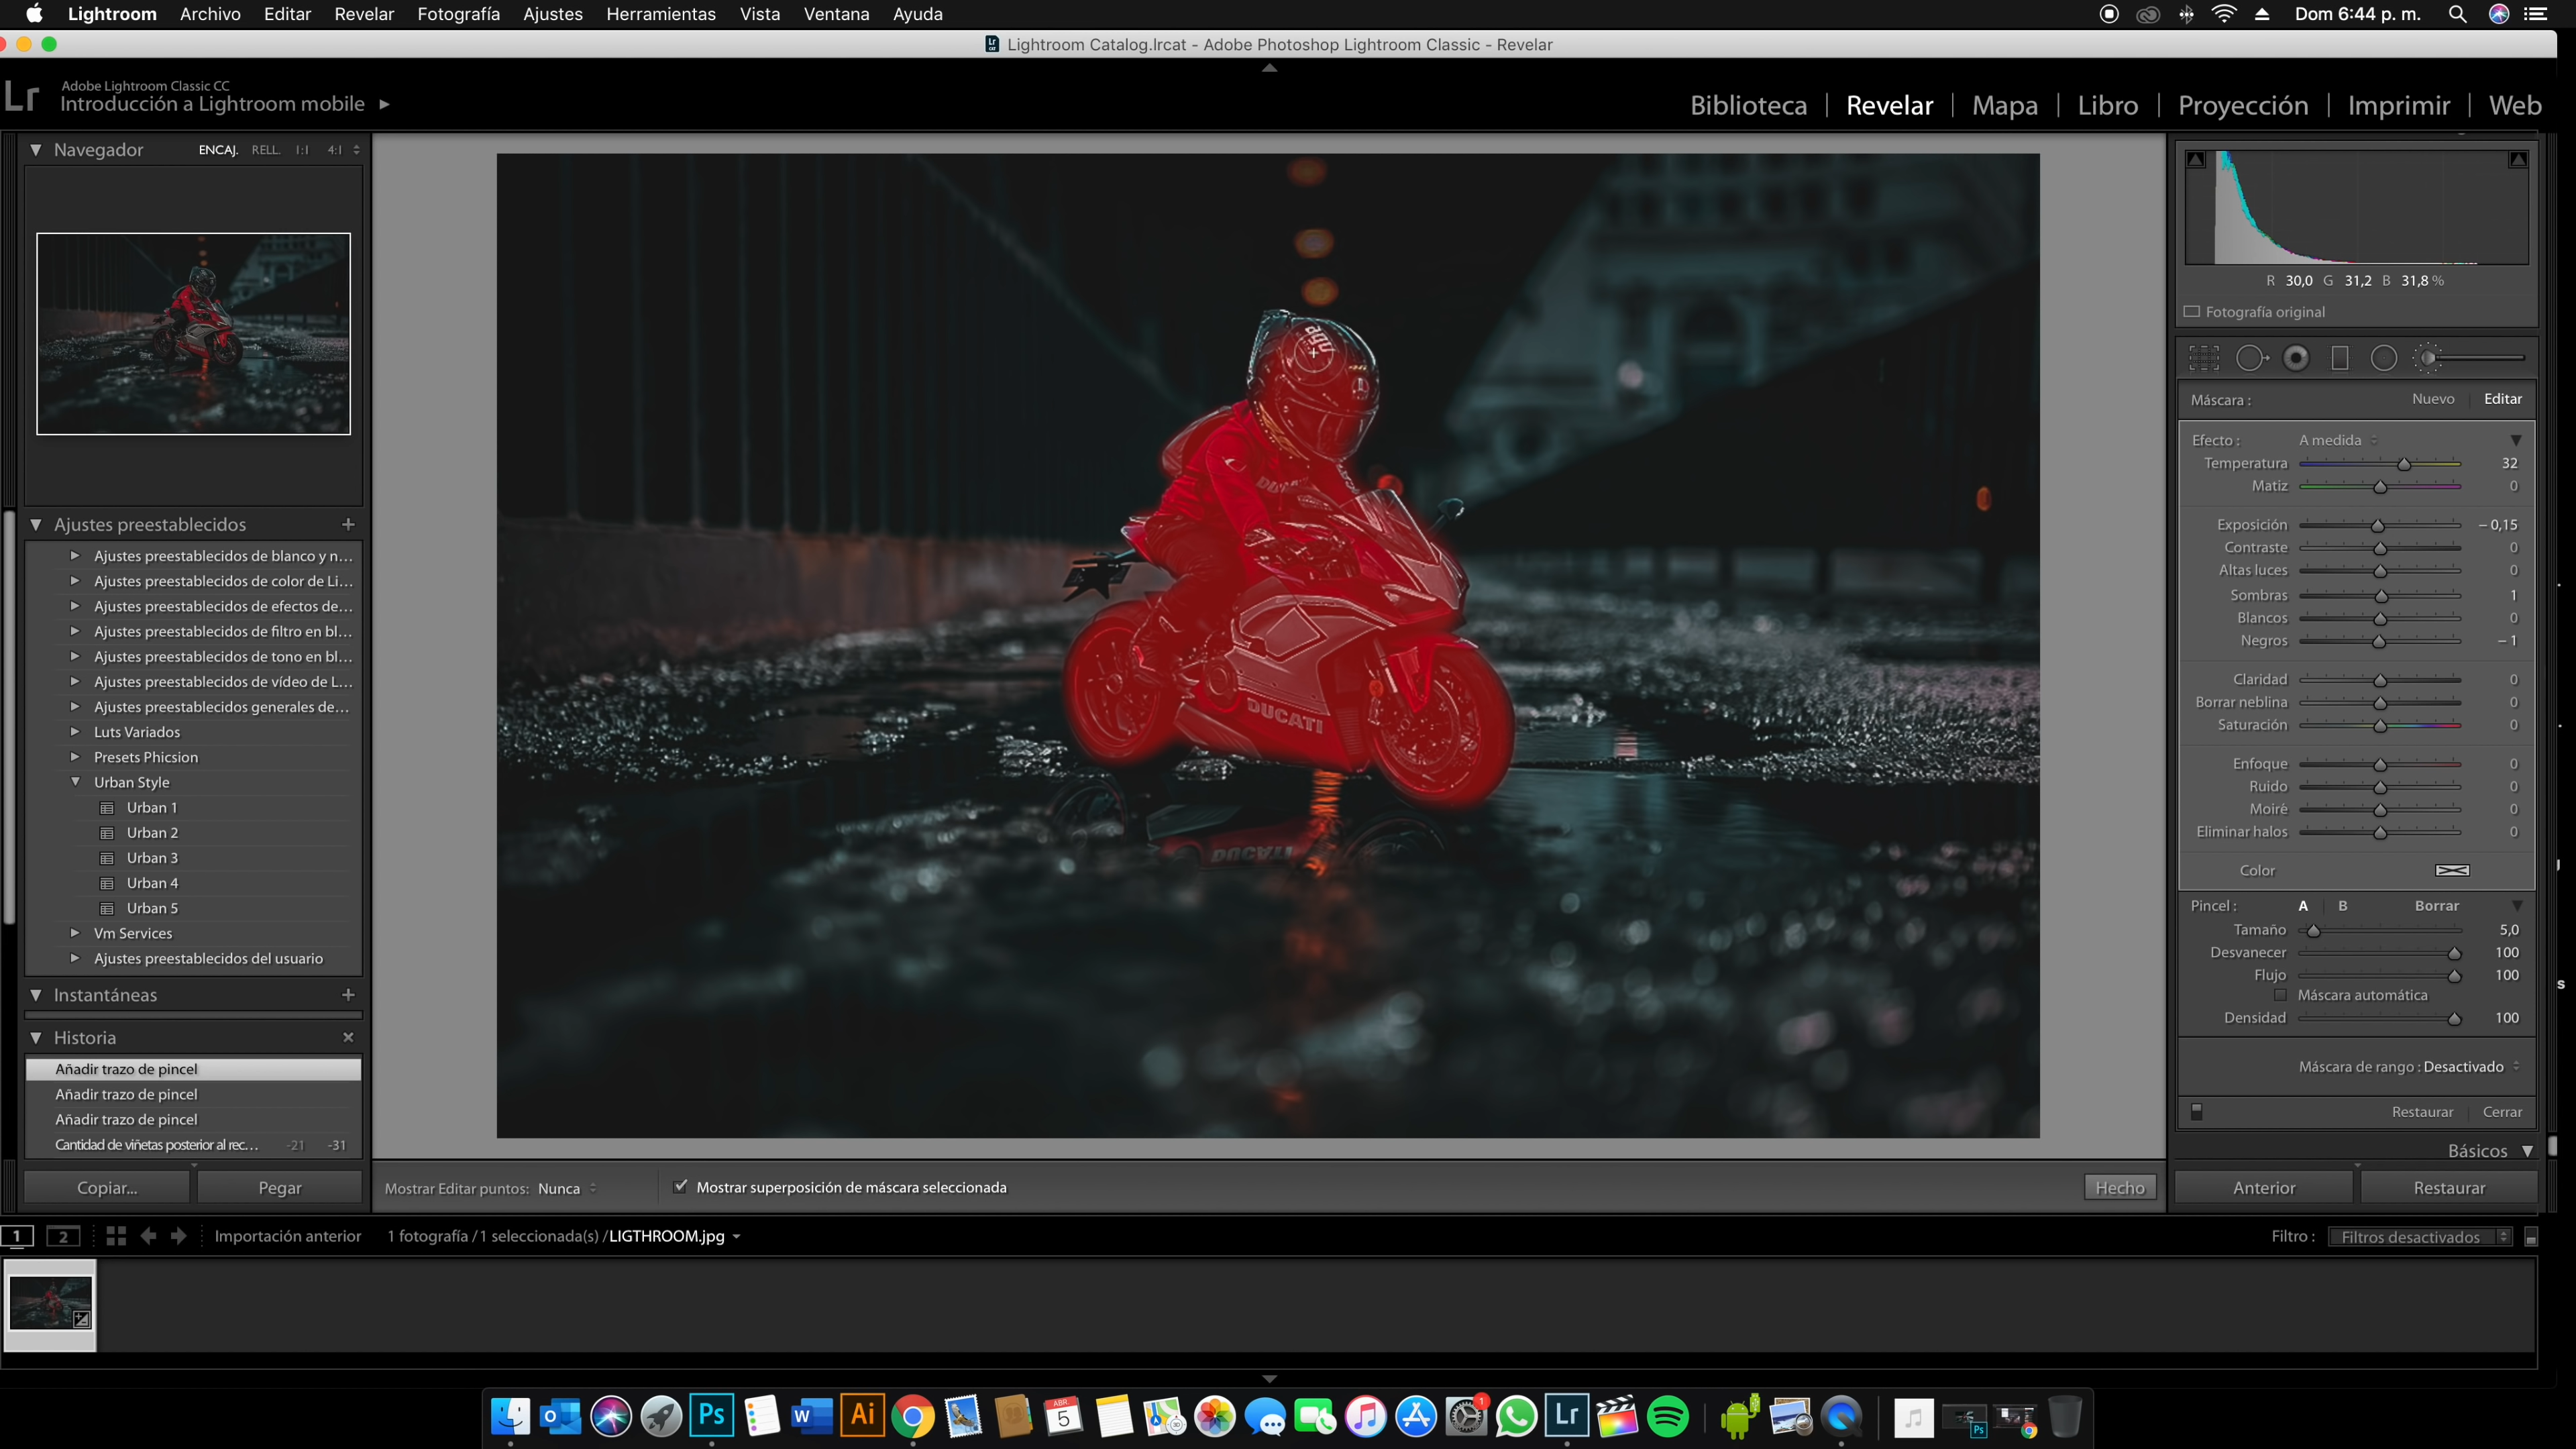 Lightroom Archivo Editar Revelar Fotografía Ajustes Herramientas Vista Ventana Ayuda Dom 6:44 p. m.
Lightroom Catalog.lrcat - Adobe Photoshop Lightroom Classic - Revelar
Lr Adobe Lightroom Classic CC
Introducción a Lightroom mobile
Biblioteca | Revelar | Mapa | Libro | Proyección | Imprimir | Web
Navegador ENCAJ. RELL. 1:1 4:1
Ajustes preestablecidos +
Ajustes preestablecidos de blanco y n...
Ajustes preestablecidos de color de Li...
Ajustes preestablecidos de efectos de...
Ajustes preestablecidos de filtro en bl...
Ajustes preestablecidos de tono en bl...
Ajustes preestablecidos de vídeo de L...
Ajustes preestablecidos generales de...
Luts Variados
Presets Phicsion
Urban Style
Urban 1
Urban 2
Urban 3
Urban 4
Urban 5
Vm Services
Ajustes preestablecidos del usuario
Instantáneas +
Historia ×
Añadir trazo de pincel
Añadir trazo de pincel
Añadir trazo de pincel
Cantidad de viñetas posterior al rec... -21 -31
Copiar... Pegar
DUCATI
DUCATI
Mostrar Editar puntos: Nunca Mostrar superposición de máscara seleccionada Hecho
R 30,0 G 31,2 B 31,8 %
Fotografía original
Máscara : Nuevo Editar
Efecto : A medida
Temperatura 32
Matiz 0
Exposición – 0,15
Contraste 0
Altas luces 0
Sombras 1
Blancos 0
Negros – 1
Claridad 0
Borrar neblina 0
Saturación 0
Enfoque 0
Ruido 0
Moiré 0
Eliminar halos 0
Color
Pincel : A B Borrar
Tamaño 5,0
Desvanecer 100
Flujo 100
Máscara automática
Densidad 100
Máscara de rango : Desactivado
Restaurar Cerrar
Básicos
Anterior Restaurar
1 2 Importación anterior 1 fotografía /1 seleccionada(s) /LIGTHROOM.jpg Filtro : Filtros desactivados
Ps W Ai ABR. 5 1 Lr Ps